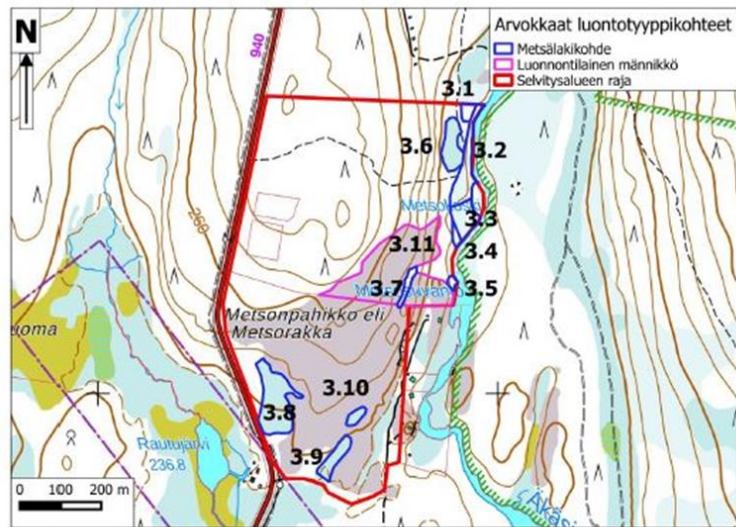 Arvokkaat luontotyyppikohteet
Metsälakikohde
Luonnontilainen männikkö
Selvitysalueen raja
N
940
3.1
3.6
3.2
3.3
3.11
3.4
260
3.7
3.5
Metsonpahikko eli
Metsorakka
uoma
3.10
3.8
Rautujärvi
236.8
3.9
0 100 200 m
Äkäsj